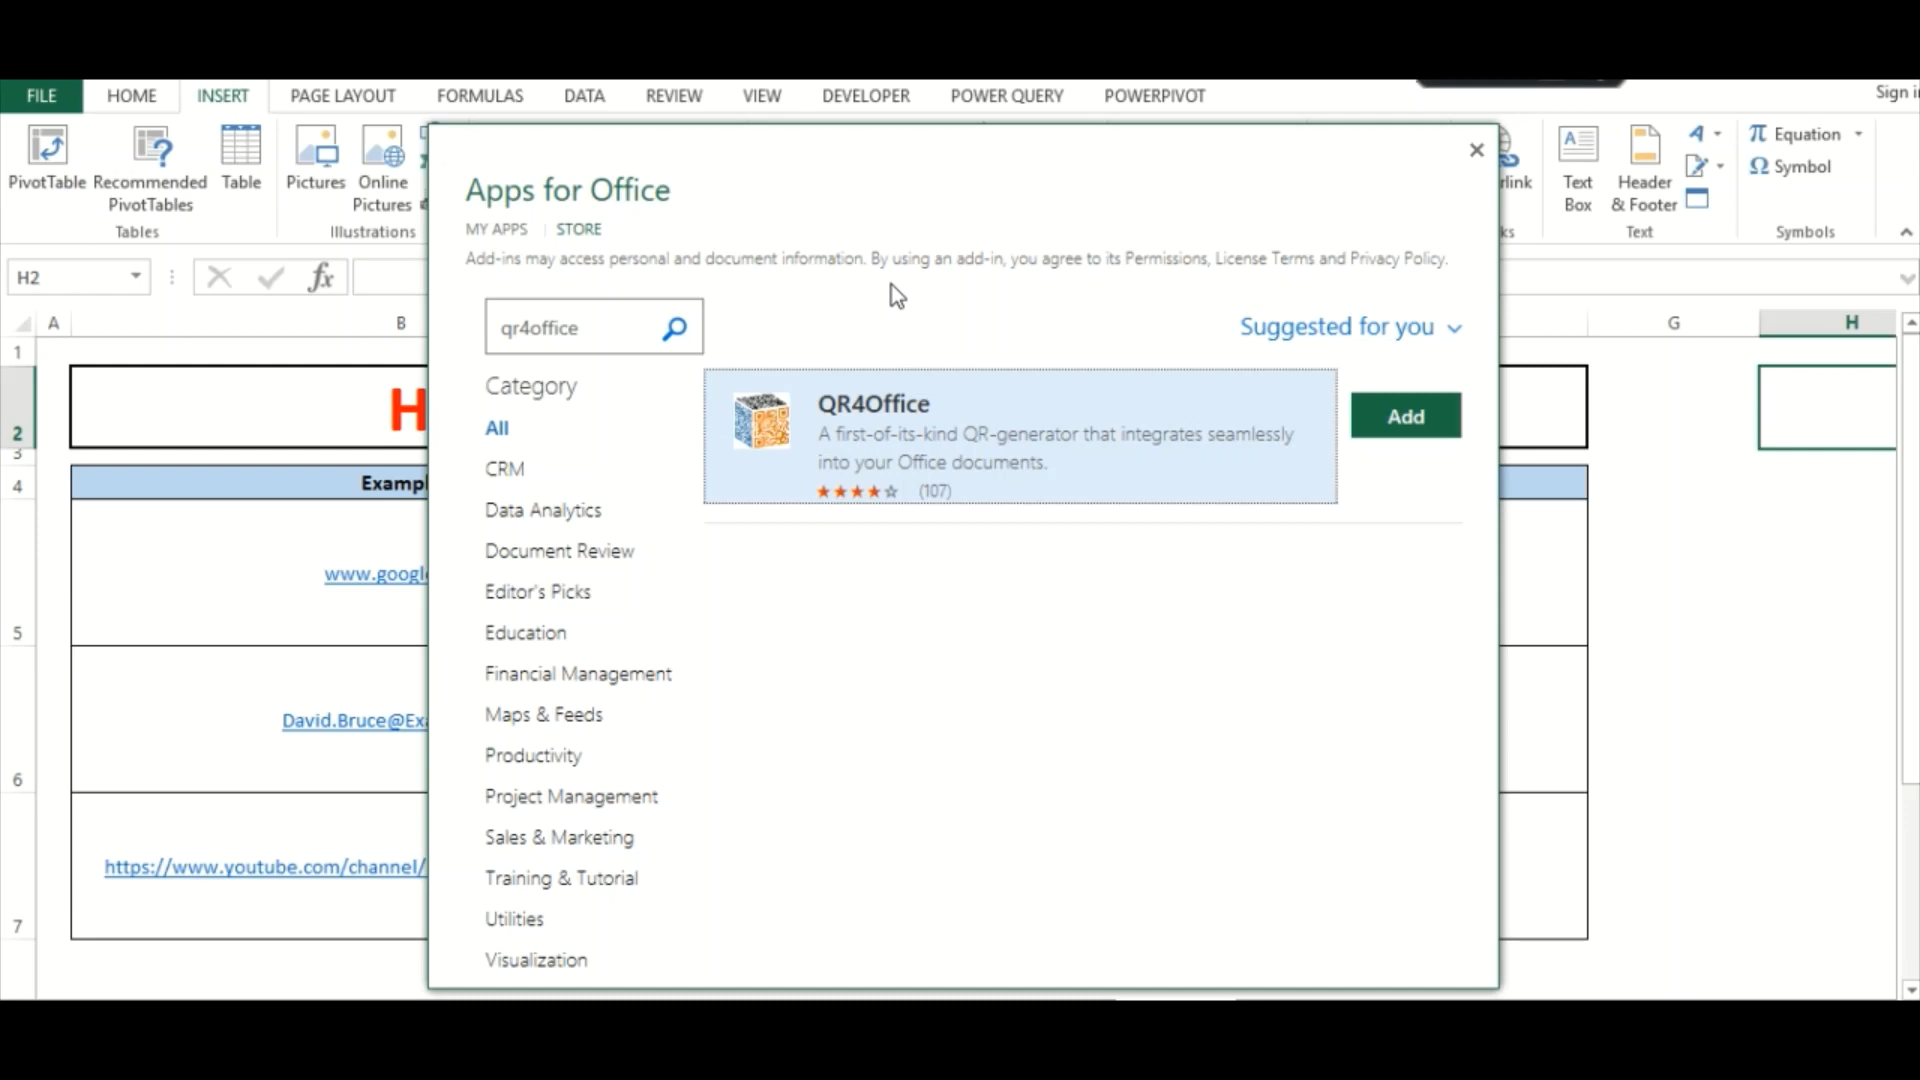 FILE HOME INSERT PAGE LAYOUT FORMULAS DATA REVIEW VIEW DEVELOPER POWER QUERY POWERPIVOT Sign
PivotTable Recommended PivotTables Table Pictures Online Pictures
Text Box Header & Footer
π Equation
Ω Symbol
Tables Illustrations Text Symbols
H2 fx
A B G H
1
2
3
4
5
6
7
H
www.googl
David.Bruce@Ex
https://www.youtube.com/channel/
Apps for Office
MY APPS | STORE
Add-ins may access personal and document information. By using an add-in, you agree to its Permissions, License Terms and Privacy Policy.
qr4office
Suggested for you
Category
All
CRM
Data Analytics
Document Review
Editor's Picks
Education
Financial Management
Maps & Feeds
Productivity
Project Management
Sales & Marketing
Training & Tutorial
Utilities
Visualization
QR4Office
A first-of-its-kind QR-generator that integrates seamlessly
into your Office documents.
(107)
Add